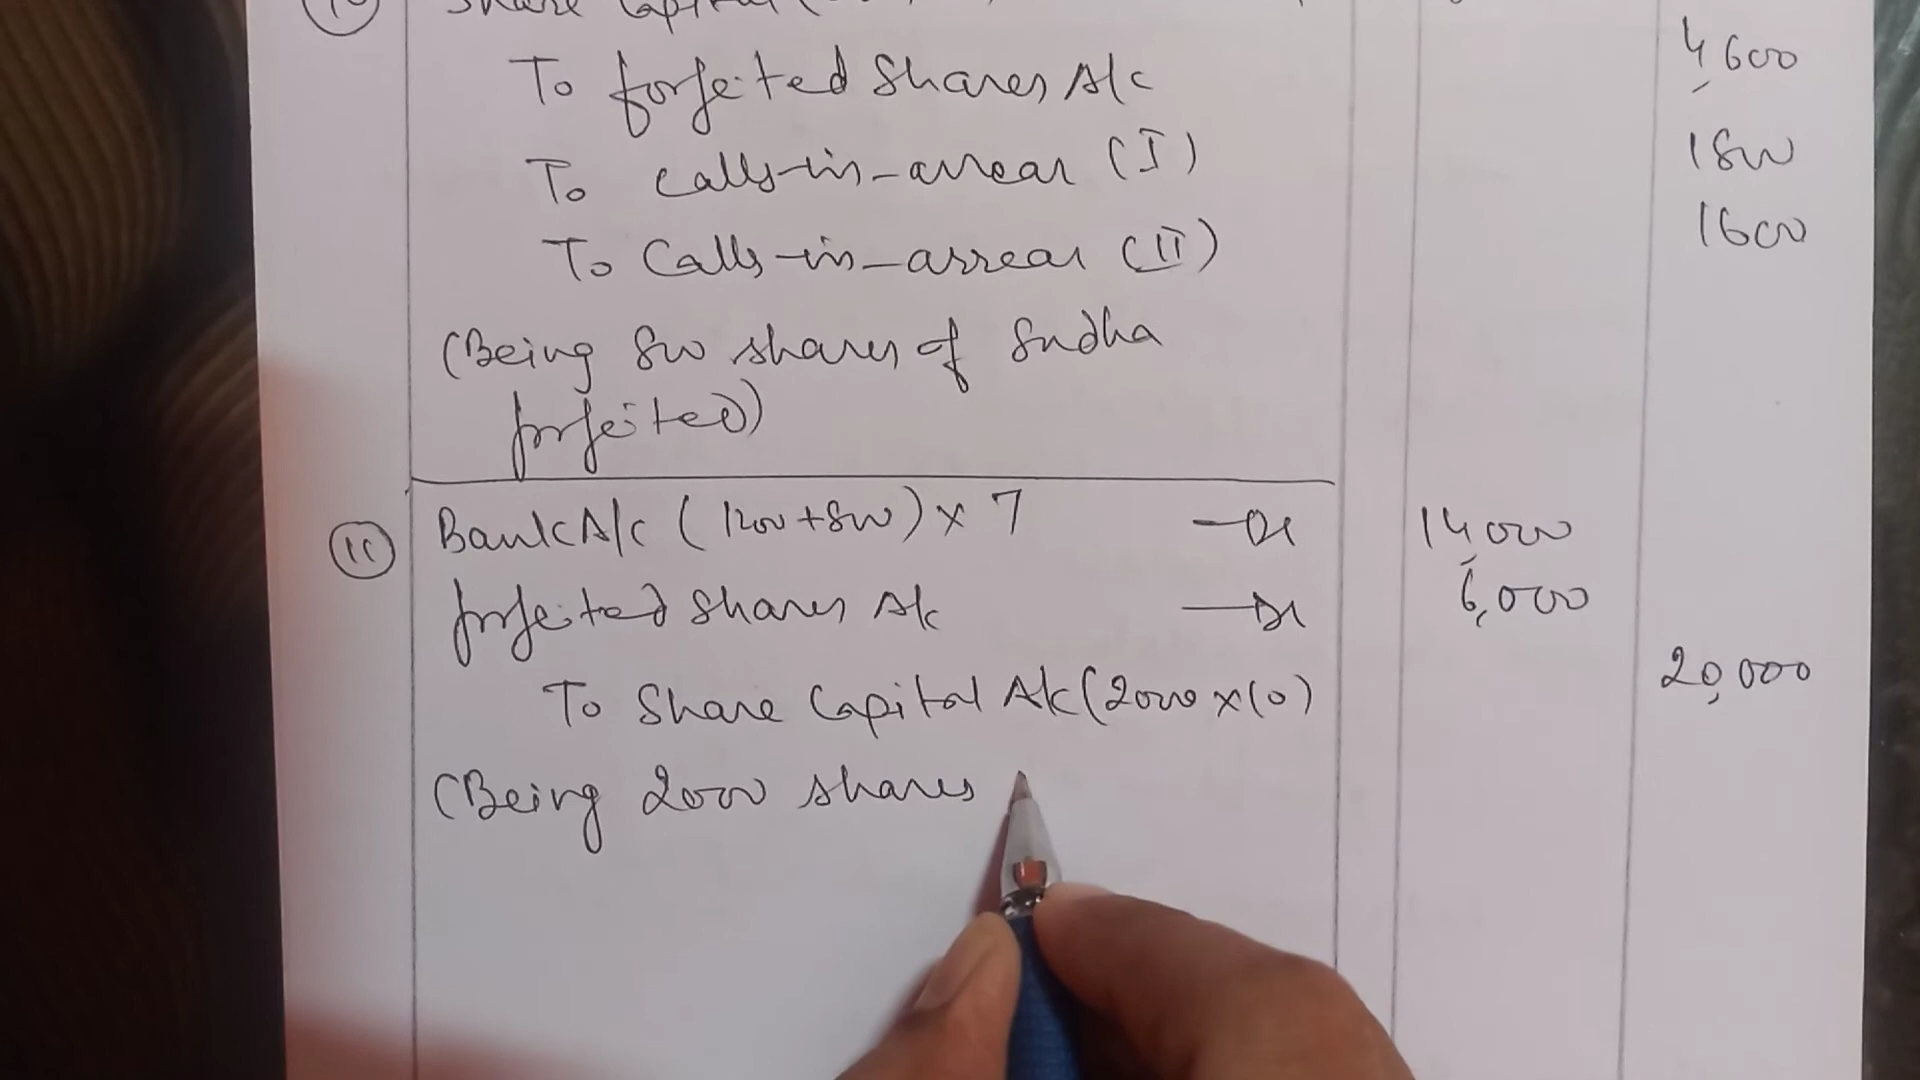 Share Capital
To forfeited Shares A/c 4,600
To Calls-in-arrear (I) 1800
To Calls-in-arrear (II) 1600
(Being 800 shares of Sudha
forfeited)
11 Bank A/c (1200+800) x 7 Dr 14,000
forfeited shares A/c Dr 6,000
To Share Capital A/c (2000 x 10) 20,000
(Being 2000 shares